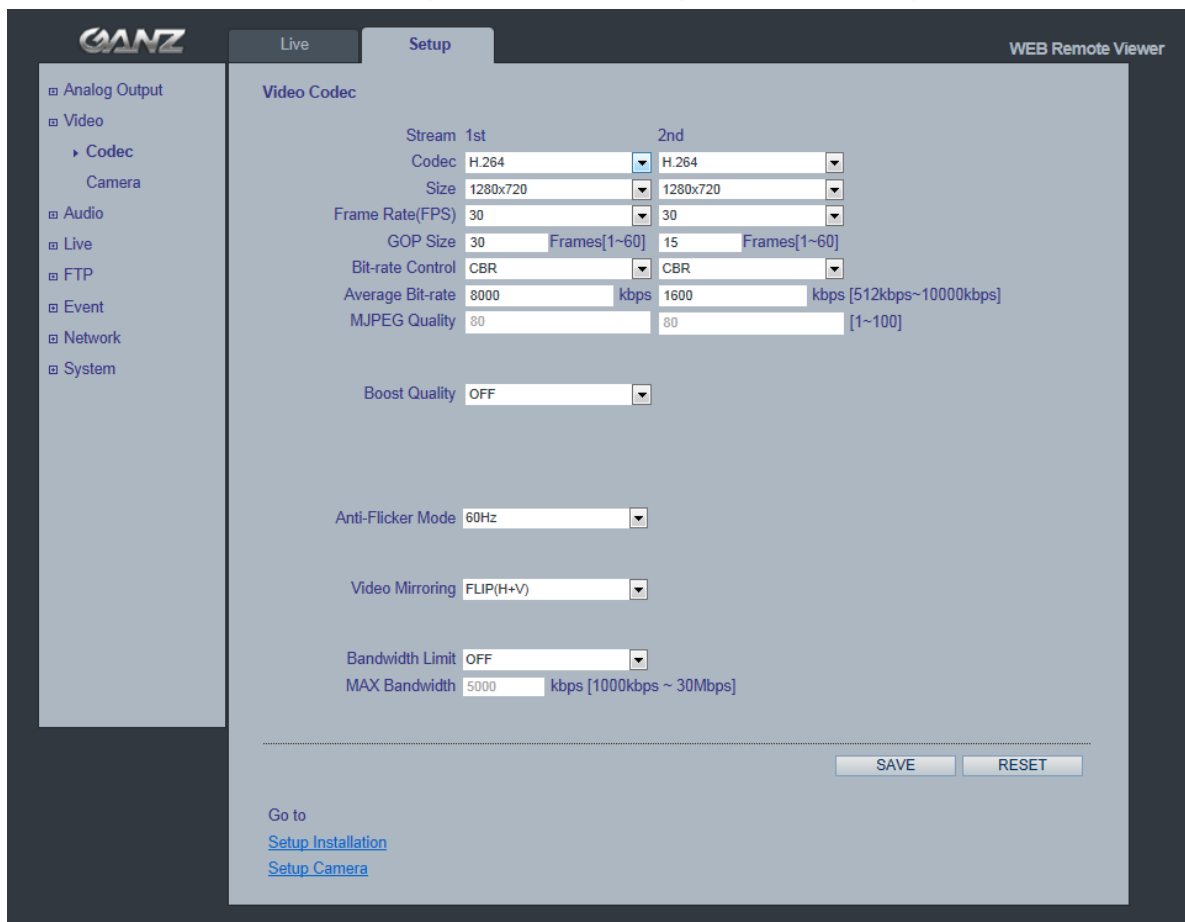 GANZ
Live
Setup
WEB Remote Viewer
Analog Output
Video
Codec
Camera
Audio
Live
FTP
Event
Network
System
Video Codec
Stream 1st 2nd
Codec H.264 H.264
Size 1280x720 1280x720
Frame Rate(FPS) 30 30
GOP Size 30 Frames[1~60] 15 Frames[1~60]
Bit-rate Control CBR CBR
Average Bit-rate 8000 kbps 1600 kbps [512kbps~10000kbps]
MJPEG Quality 80 80 [1~100]
Boost Quality OFF
Anti-Flicker Mode 60Hz
Video Mirroring FLIP(H+V)
Bandwidth Limit OFF
MAX Bandwidth 5000 kbps [1000kbps ~ 30Mbps]
SAVE RESET
Go to
Setup Installation
Setup Camera